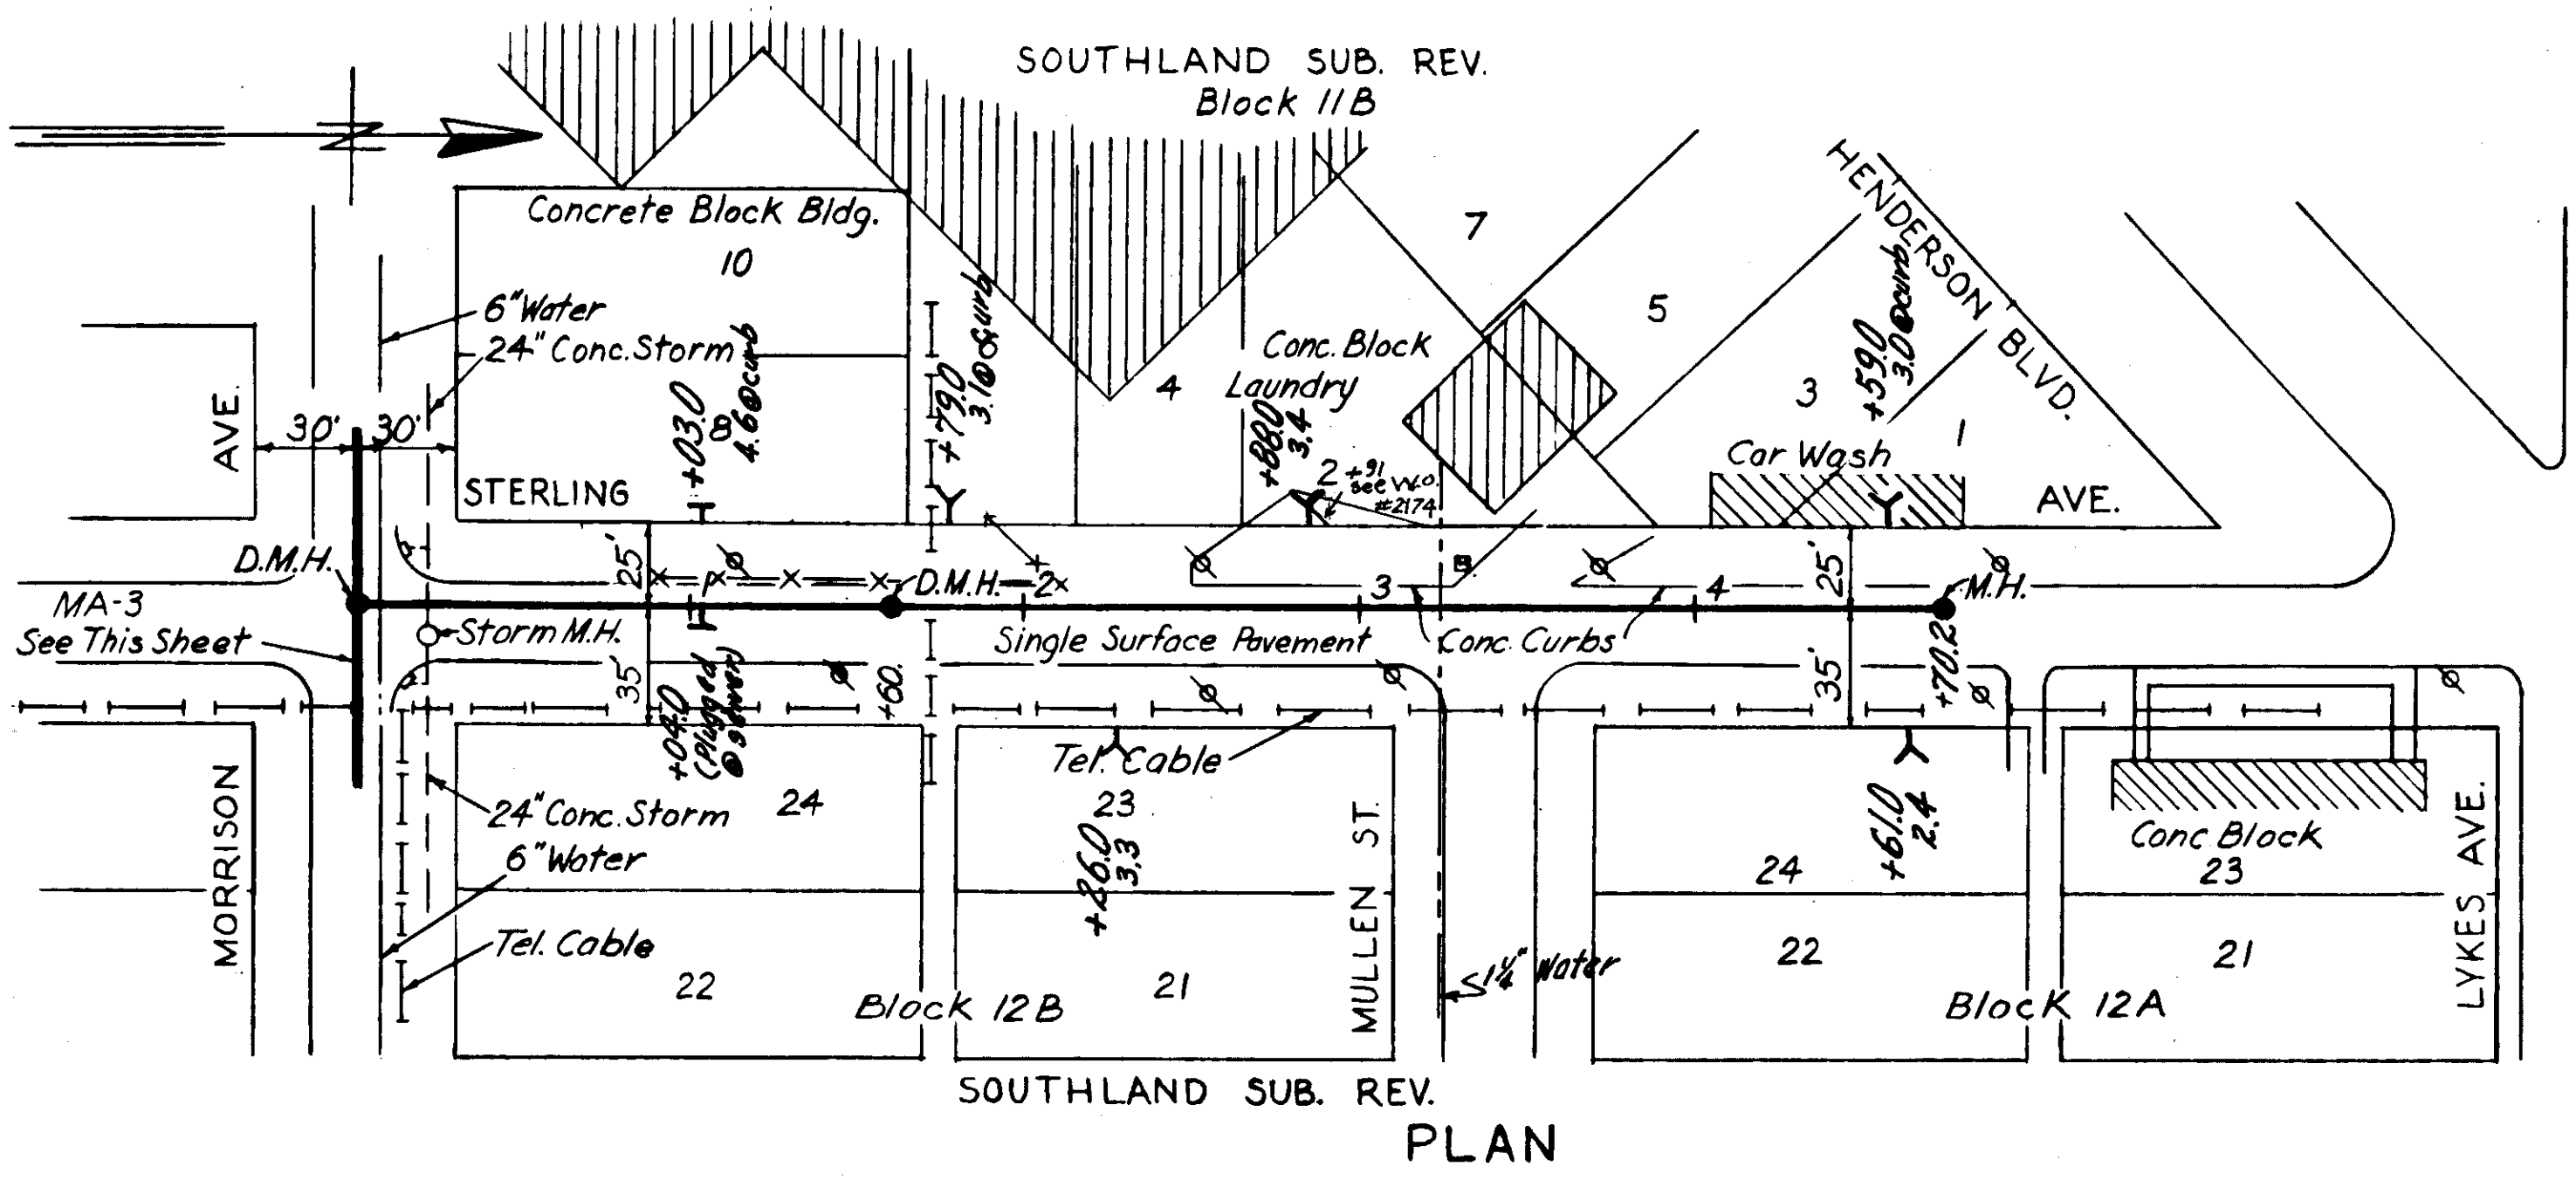 SOUTHLAND SUB. REV.
Block 11B
N
HENDERSON BLVD.
Concrete Block Bldg.
10
7
5
3
1
4
6" Water
24" Conc. Storm
30' 30'
AVE.
+03.0
4.6@curb
8
+79.0
3.1@curb
Conc. Block
Laundry
+88.0
3.4
2
+91
see W.O.
#2174
+59.0
3.0@curb
Car Wash
STERLING
AVE.
D.M.H.
25'
P
D.M.H.
2
3
4
25'
M.H.
MA-3
See This Sheet
Storm M.H.
Single Surface Pavement
Conc. Curbs
35'
35'
+04.0
(Plugged
@ sewer)
+60.
+70.2
Tel. Cable
MORRISON
24" Conc. Storm
6" Water
Tel. Cable
24
22
Block 12B
23
+26.0
3.3
21
MULLEN ST.
1¼" Water
+61.0
2.4
24
22
Block 12A
Conc. Block
23
21
LYKES AVE.
SOUTHLAND SUB. REV.
PLAN